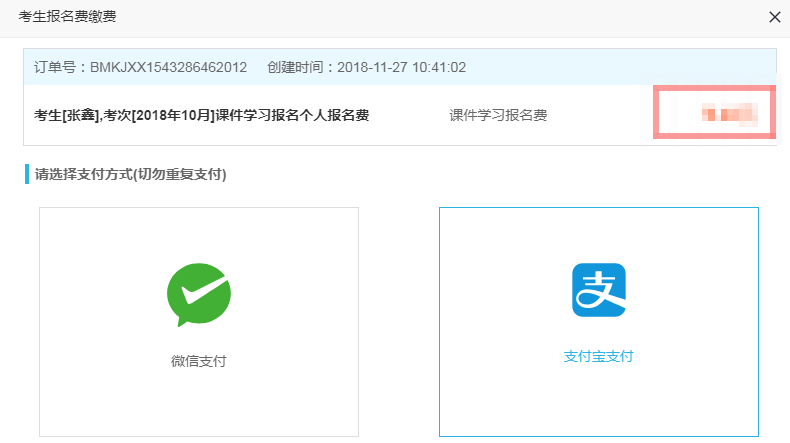 考生报名费缴费
订单号：BMKJXX1543286462012 创建时间：2018-11-27 10:41:02
考生[张鑫],考次[2018年10月]课件学习报名个人报名费 课件学习报名费
请选择支付方式(切勿重复支付)
支
微信支付 支付宝支付